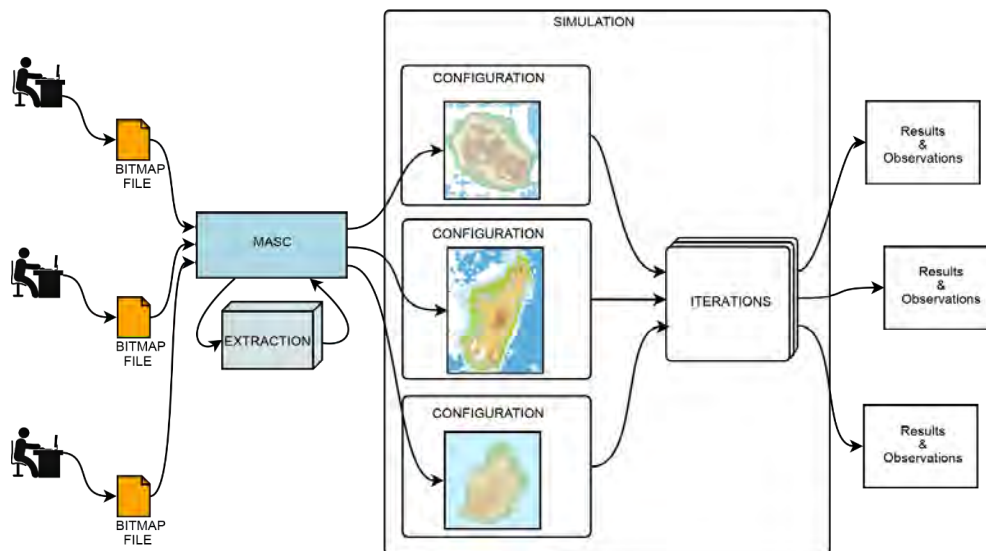 SIMULATION
BITMAP
FILE
BITMAP
FILE
BITMAP
FILE
MASC
EXTRACTION
CONFIGURATION
CONFIGURATION
CONFIGURATION
ITERATIONS
Results
&
Observations
Results
&
Observations
Results
&
Observations